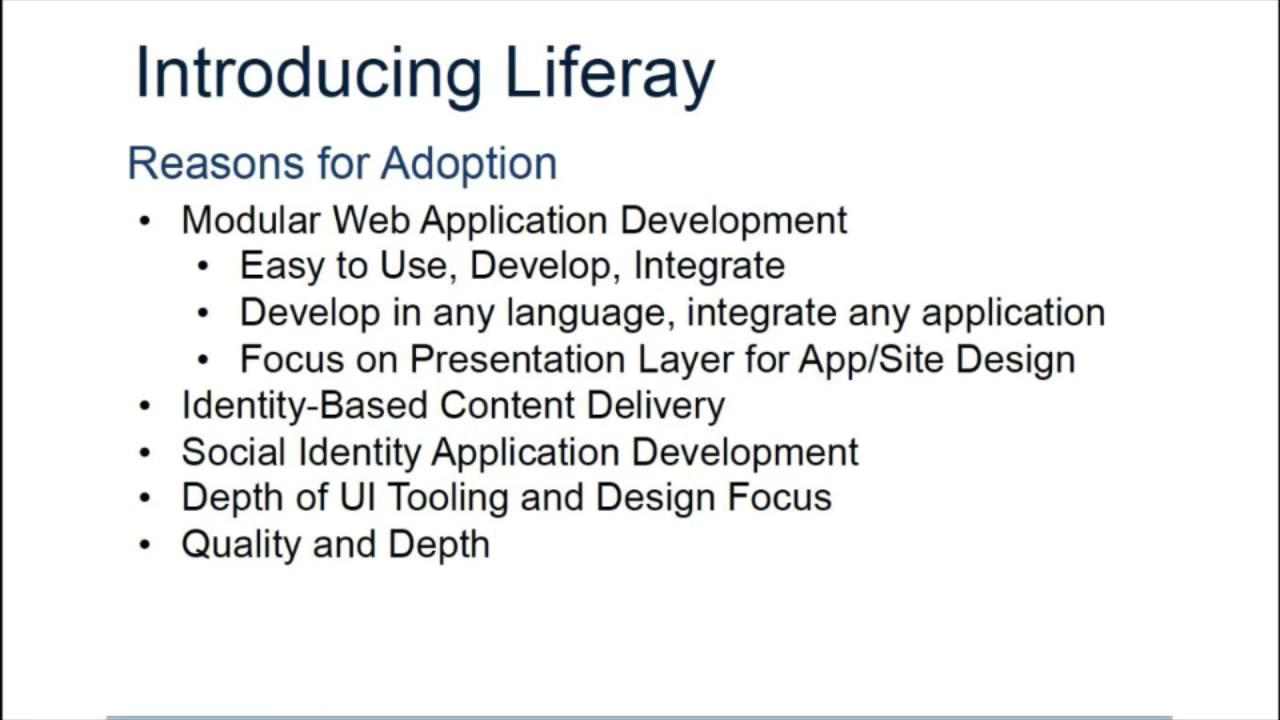 Introducing Liferay
Reasons for Adoption
• Modular Web Application Development
• Easy to Use, Develop, Integrate
• Develop in any language, integrate any application
• Focus on Presentation Layer for App/Site Design
• Identity-Based Content Delivery
• Social Identity Application Development
• Depth of UI Tooling and Design Focus
• Quality and Depth